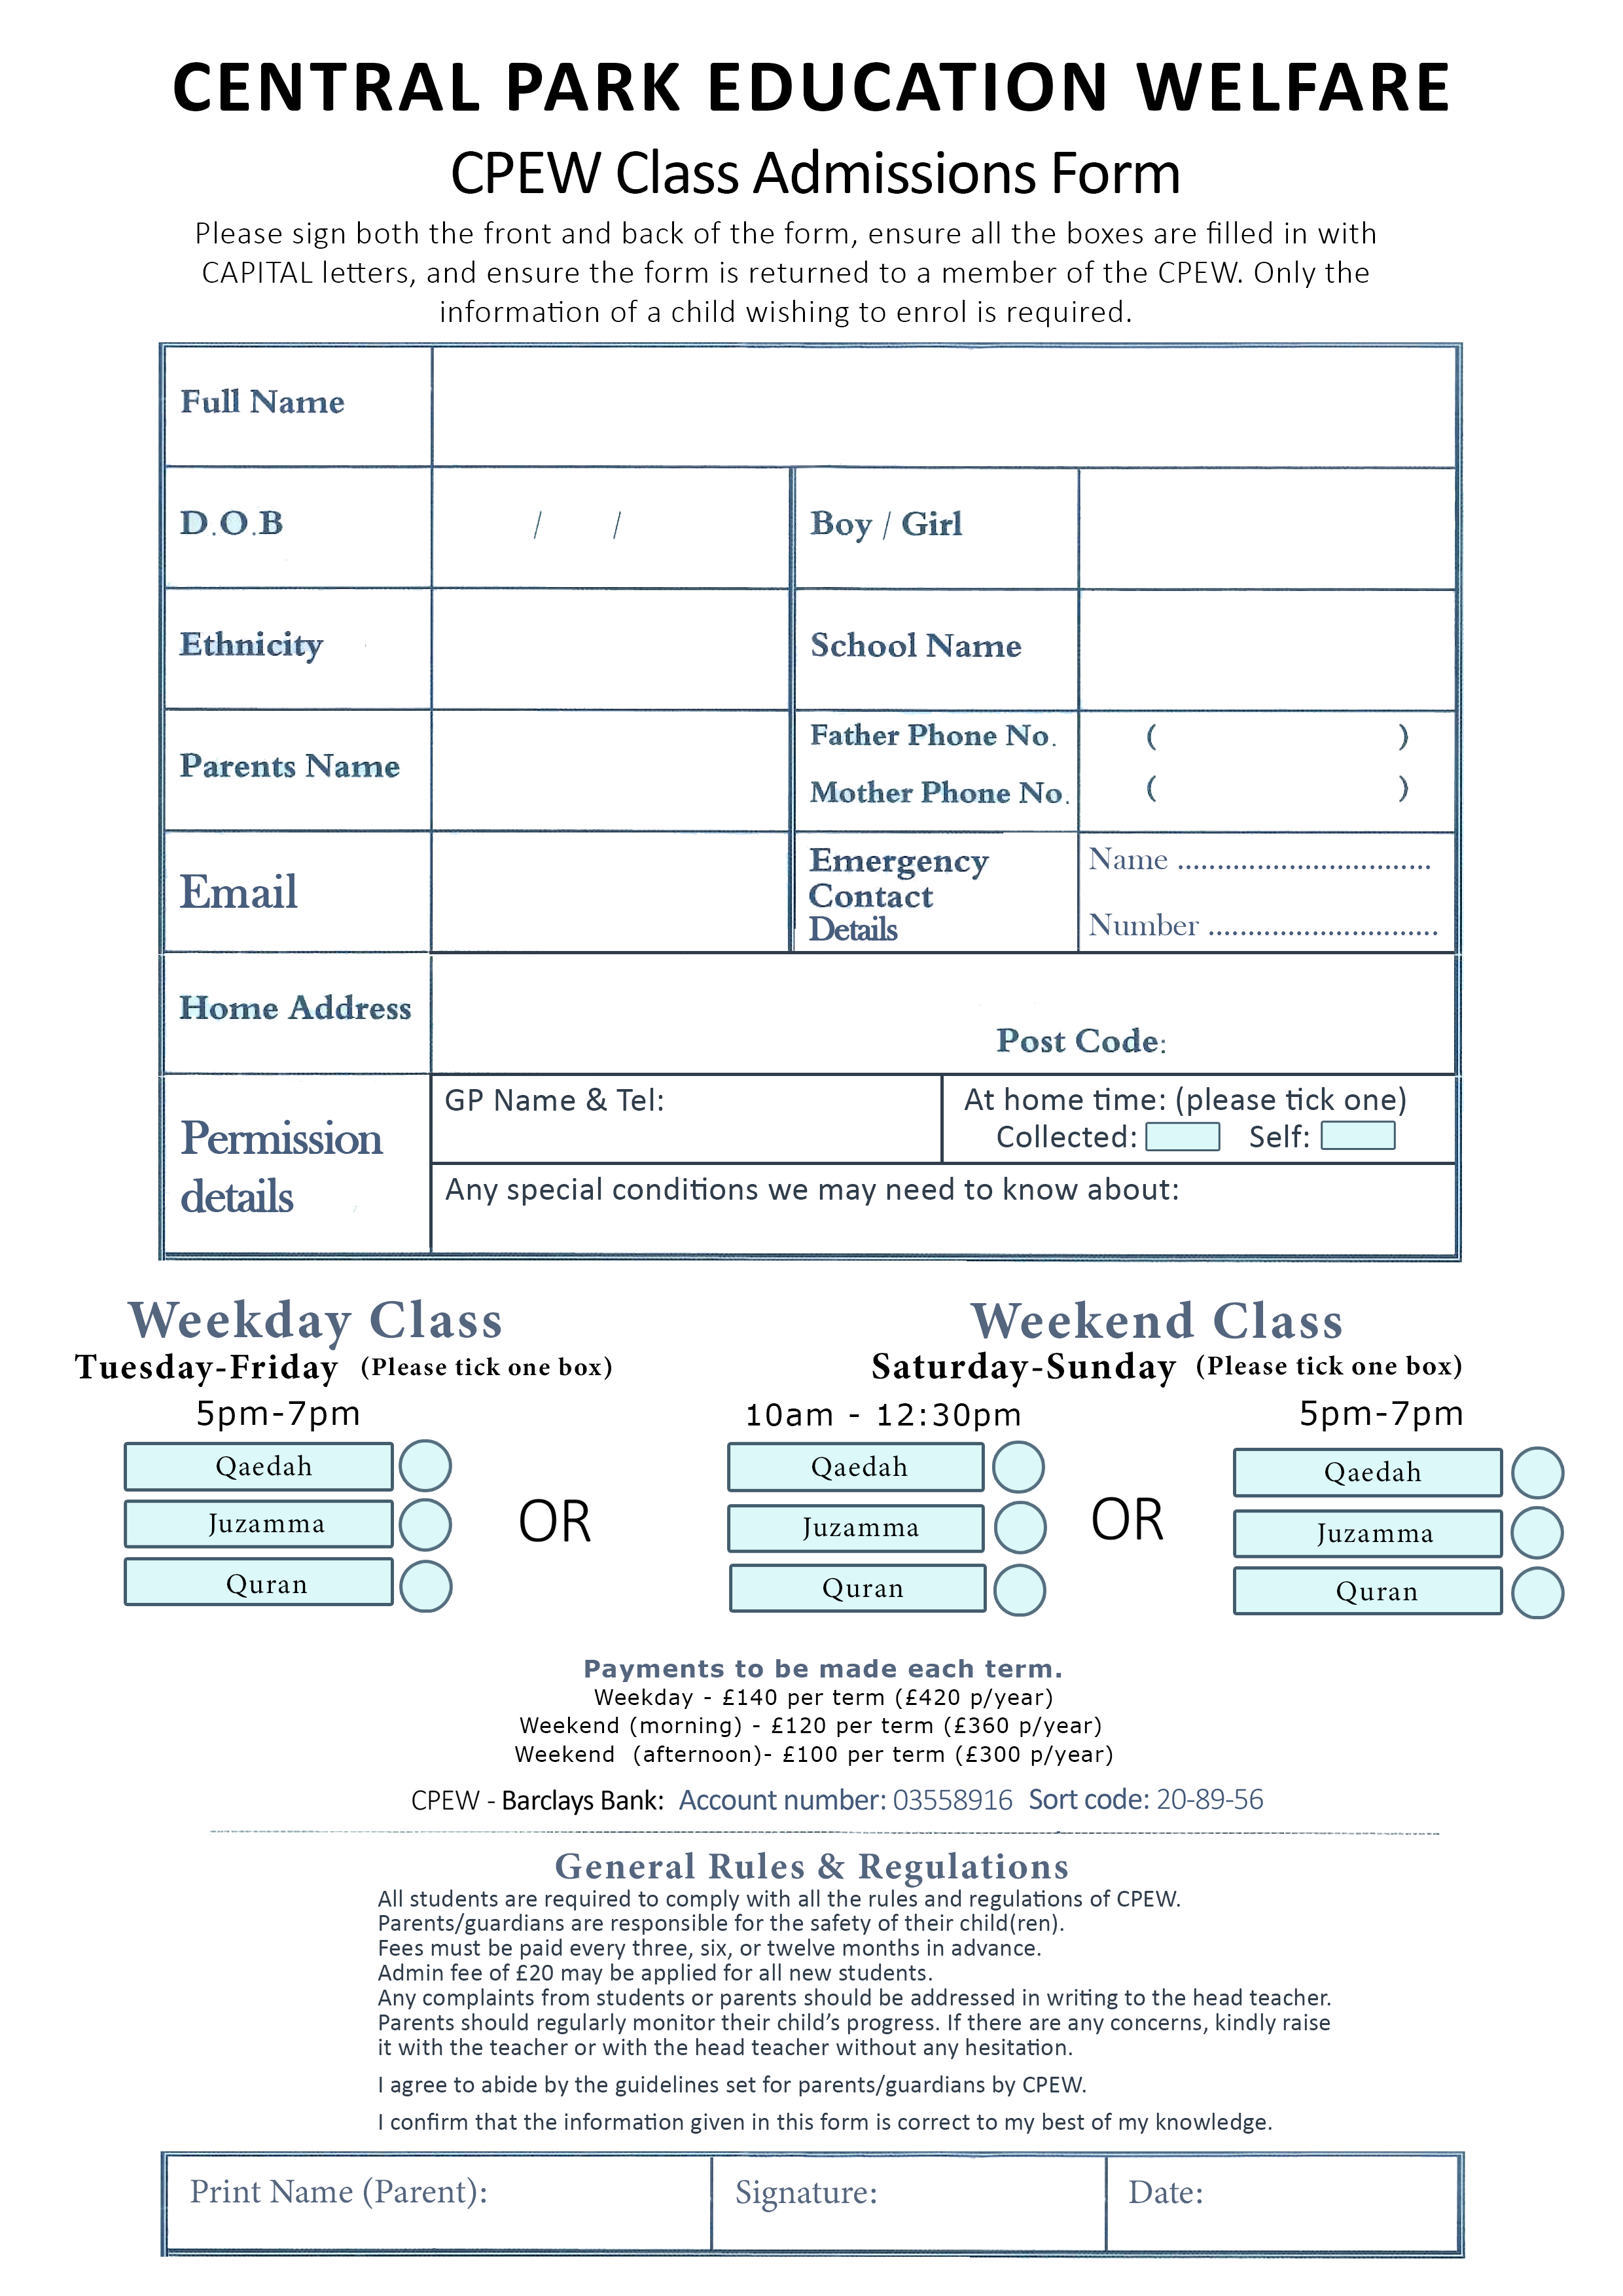 CENTRAL PARK EDUCATION WELFARE
CPEW Class Admissions Form
Please sign both the front and back of the form, ensure all the boxes are filled in with
CAPITAL letters, and ensure the form is returned to a member of the CPEW. Only the
information of a child wishing to enrol is required.
Full Name
D.O.B / / Boy / Girl
Ethnicity School Name
Parents Name
Father Phone No. ( )
Mother Phone No. ( )
Email
Emergency
Contact
Details
Name ..............................
Number ...........................
Home Address
Post Code:
Permission
details
GP Name & Tel:
At home time: (please tick one)
Collected: Self:
Any special conditions we may need to know about:
Weekday Class
Tuesday-Friday (Please tick one box)
5pm-7pm
Qaedah
Juzamma
Quran
OR
Weekend Class
Saturday-Sunday (Please tick one box)
10am - 12:30pm
Qaedah
Juzamma
Quran
OR
5pm-7pm
Qaedah
Juzamma
Quran
Payments to be made each term.
Weekday - £140 per term (£420 p/year)
Weekend (morning) - £120 per term (£360 p/year)
Weekend (afternoon)- £100 per term (£300 p/year)
CPEW - Barclays Bank: Account number: 03558916 Sort code: 20-89-56
General Rules & Regulations
All students are required to comply with all the rules and regulations of CPEW.
Parents/guardians are responsible for the safety of their child(ren).
Fees must be paid every three, six, or twelve months in advance.
Admin fee of £20 may be applied for all new students.
Any complaints from students or parents should be addressed in writing to the head teacher.
Parents should regularly monitor their child’s progress. If there are any concerns, kindly raise
it with the teacher or with the head teacher without any hesitation.
I agree to abide by the guidelines set for parents/guardians by CPEW.
I confirm that the information given in this form is correct to my best of my knowledge.
Print Name (Parent): Signature: Date: